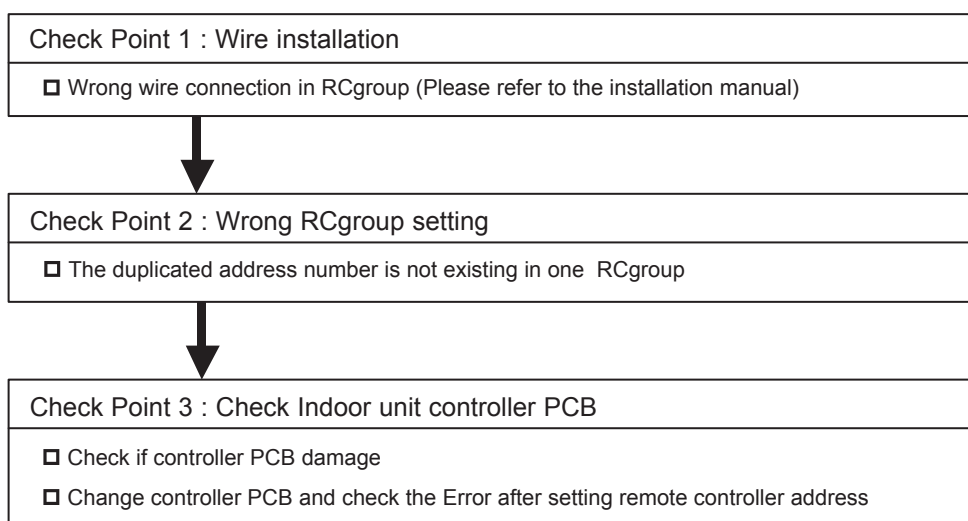 Check Point 1 : Wire installation
Wrong wire connection in RCgroup (Please refer to the installation manual)
Check Point 2 : Wrong RCgroup setting
The duplicated address number is not existing in one RCgroup
Check Point 3 : Check Indoor unit controller PCB
Check if controller PCB damage
Change controller PCB and check the Error after setting remote controller address